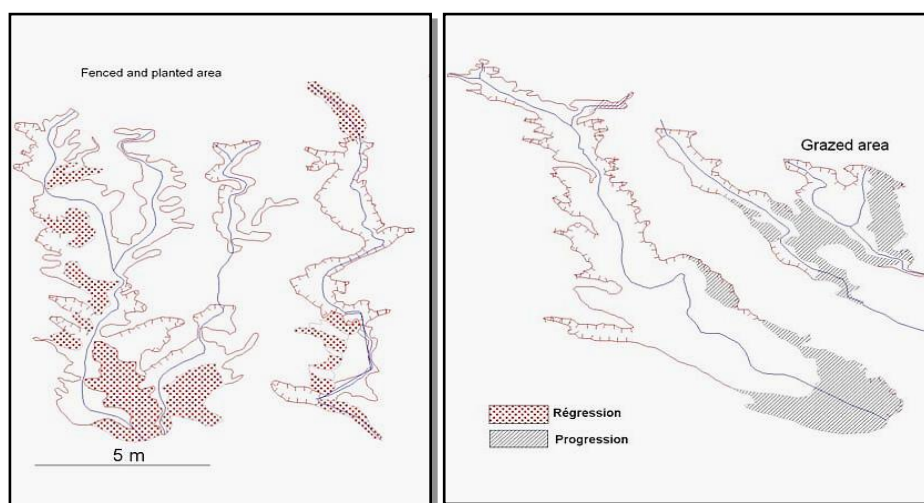 Fenced and planted area
5 m
Grazed area
Régression
Progression